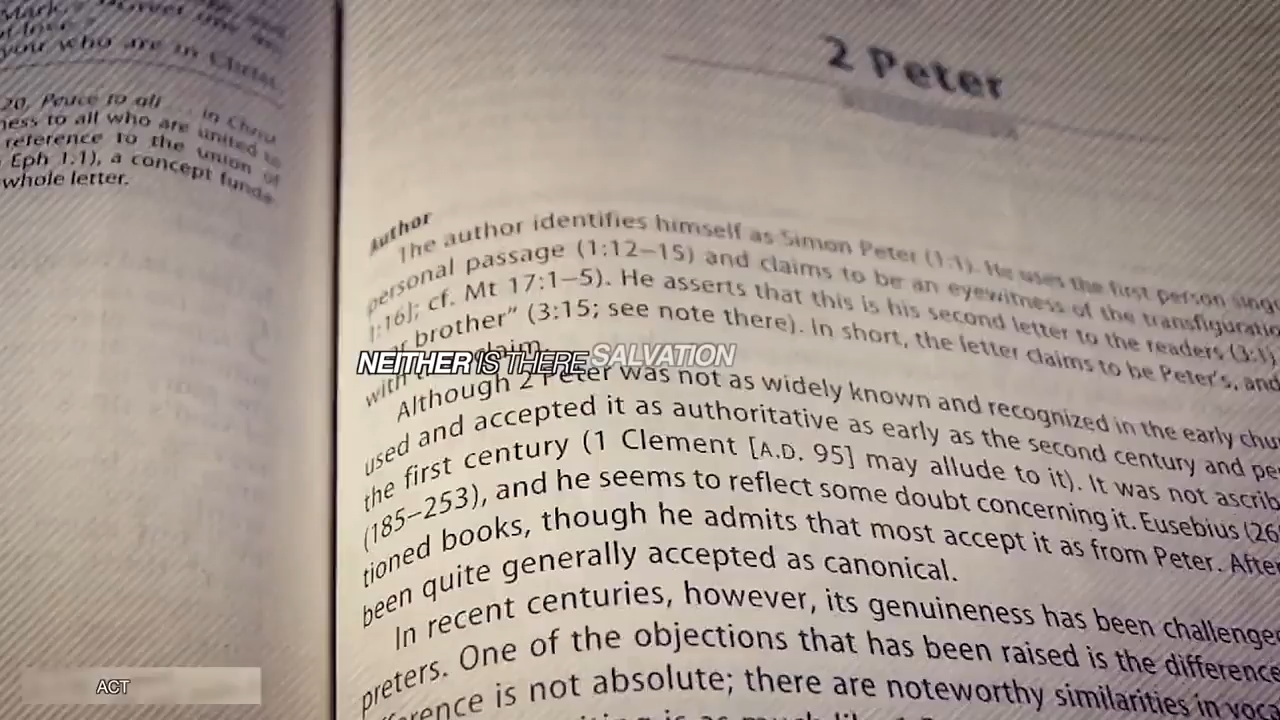 you who are in Christ.
20, Peace to all . . . in Christ
ness to all who are united to
reference to the union of
Eph 1:1), a concept funda-
whole letter.
2 Peter
Author
The author identifies himself as Simon Peter (1:1). He uses the first person sing
personal passage (1:12–15) and claims to be an eyewitness of the transfiguratio
1:16]; cf. Mt 17:1–5). He asserts that this is his second letter to the readers (3:1)
brother” (3:15; see note there). In short, the letter claims to be Peter's, and
with claim.
NEITHER IS THERE SALVATION
Although 2 Peter was not as widely known and recognized in the early chu
used and accepted it as authoritative as early as the second century and pe
the first century (1 Clement [A.D. 95] may allude to it). It was not ascrib
(185–253), and he seems to reflect some doubt concerning it. Eusebius (26
tioned books, though he admits that most accept it as from Peter. After
been quite generally accepted as canonical.
In recent centuries, however, its genuineness has been challenge
preters. One of the objections that has been raised is the difference
ference is not absolute; there are noteworthy similarities in voca
ACT